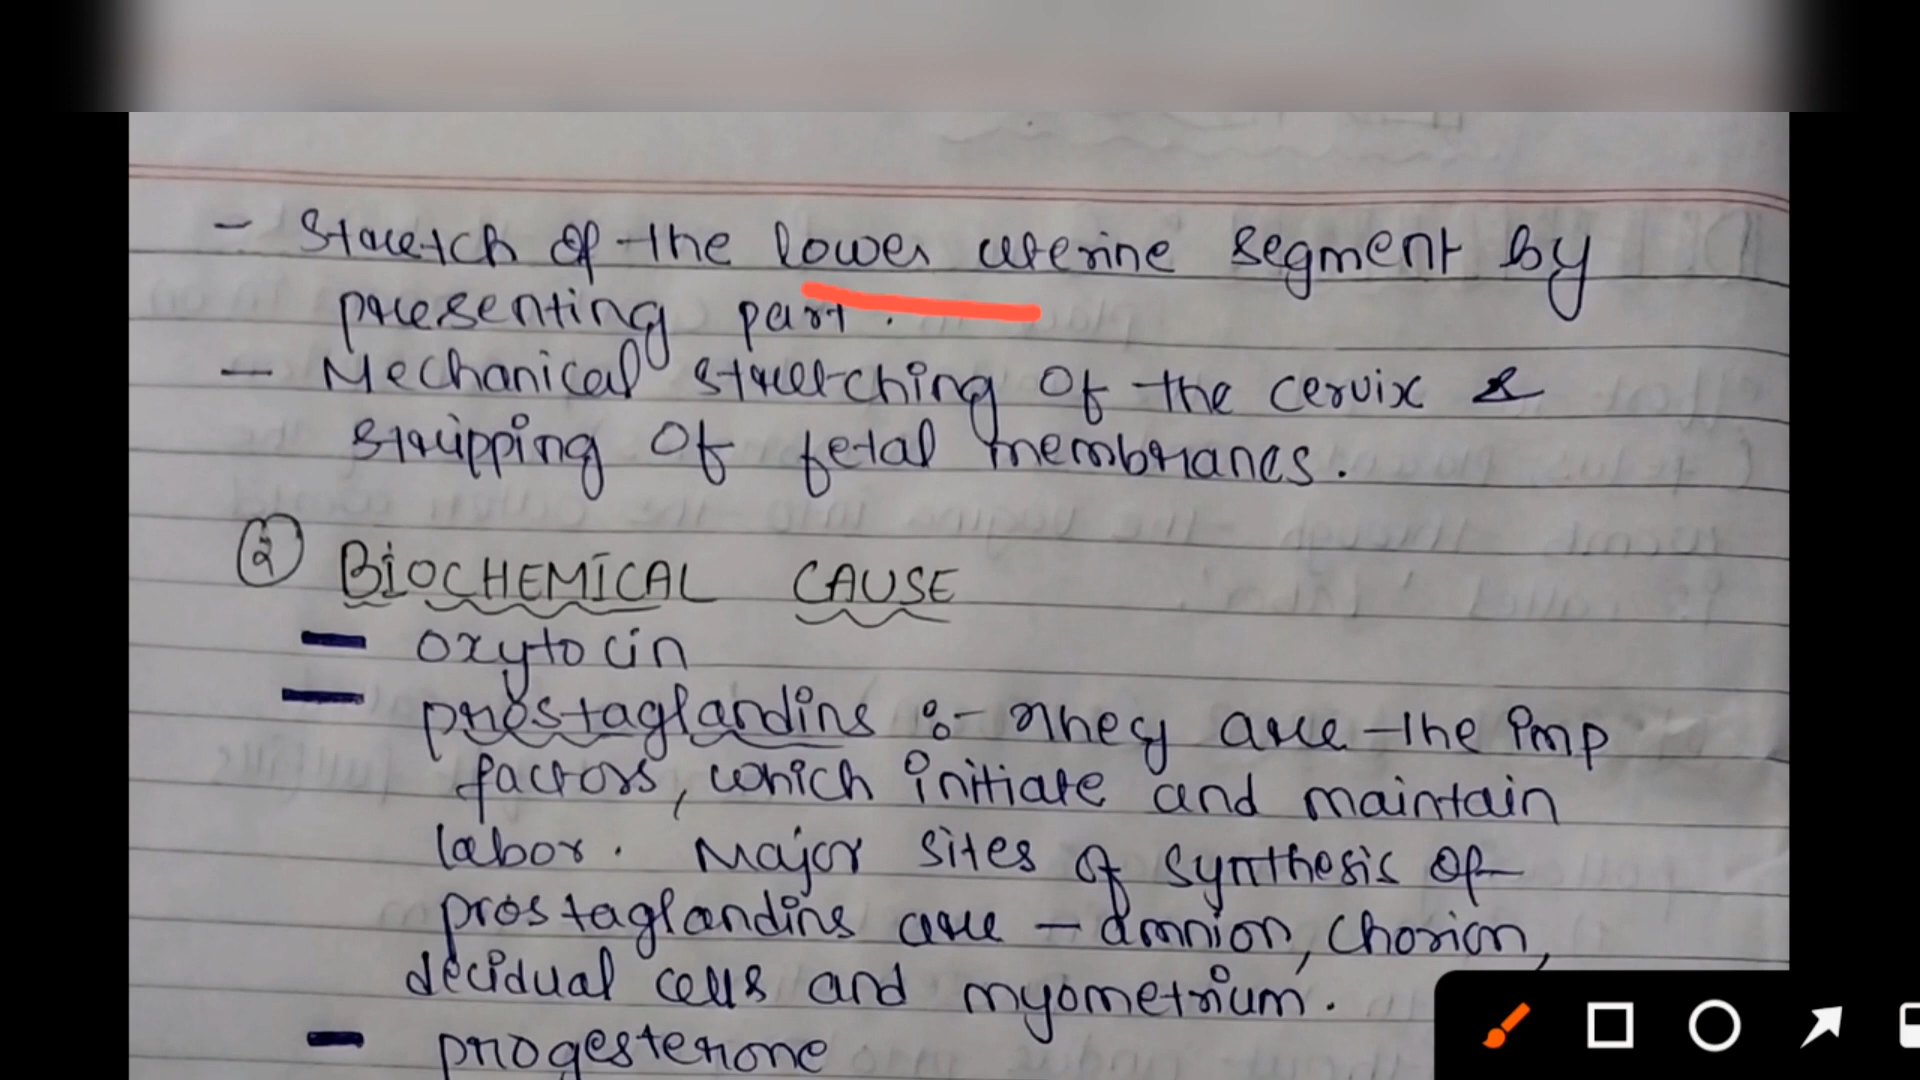 - Stretch of the lower uterine segment by
presenting part.
- Mechanical stretching of the cervix &
stripping of fetal membranes.
② BIOCHEMICAL CAUSE
- oxytocin
- prostaglandins :- They are the imp
factors, which initiate and maintain
labor. Major sites of synthesis of
prostaglandins are - amnion, chorion,
decidual cells and myometrium.
- progesterone